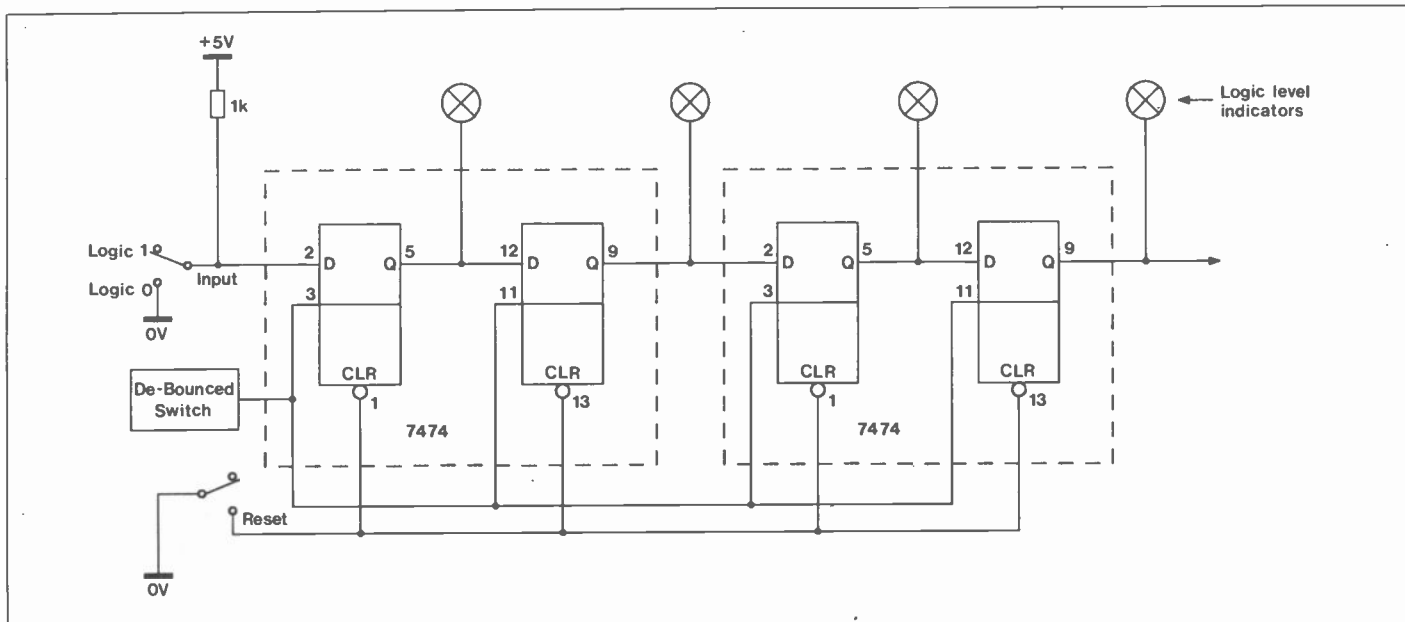 +5V
1k
Logic level
indicators
Logic 1
Input
Logic 0
0V
2
D
Q
5
3
CLR
1
12
D
Q
9
11
CLR
13
7474
2
D
Q
5
3
CLR
1
12
D
Q
9
11
CLR
13
7474
De-Bounced
Switch
Reset
0V